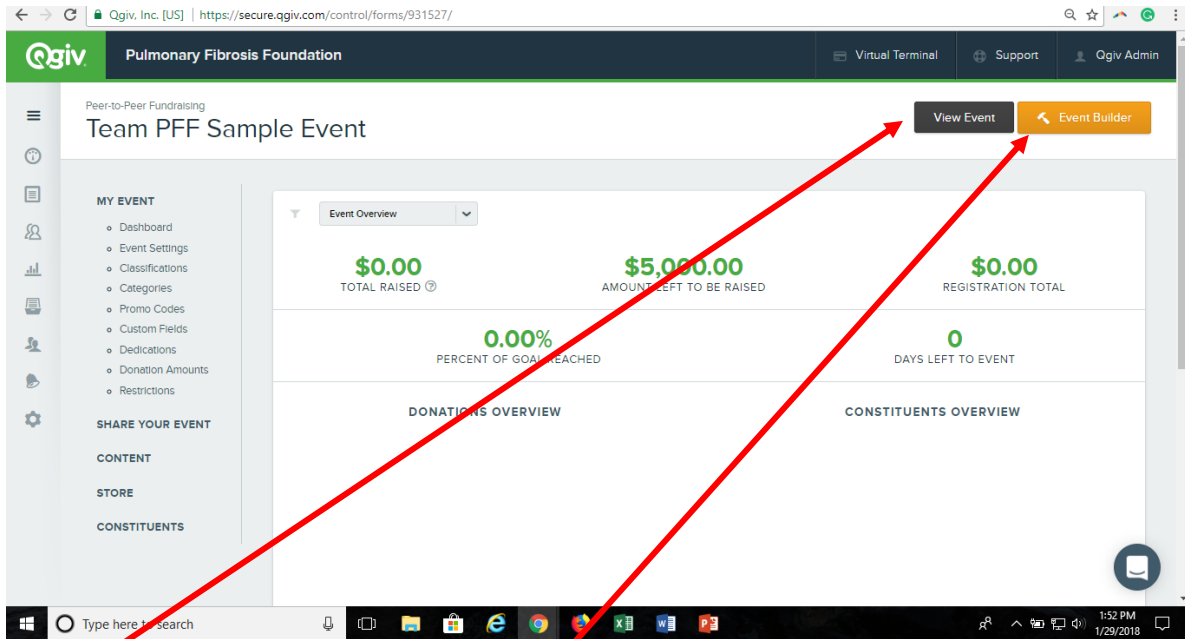 Qgiv, Inc. [US] | https://secure.qgiv.com/control/forms/931527/
Qgiv. Pulmonary Fibrosis Foundation Virtual Terminal Support Qgiv Admin
Peer-to-Peer Fundraising
Team PFF Sample Event
View Event Event Builder
MY EVENT
Dashboard
Event Settings
Classifications
Categories
Promo Codes
Custom Fields
Dedications
Donation Amounts
Restrictions
SHARE YOUR EVENT
CONTENT
STORE
CONSTITUENTS
Event Overview
$0.00 $5,000.00 $0.00
TOTAL RAISED ? AMOUNT LEFT TO BE RAISED REGISTRATION TOTAL
0.00% 0
PERCENT OF GOAL REACHED DAYS LEFT TO EVENT
DONATIONS OVERVIEW CONSTITUENTS OVERVIEW
Type here to search
1:52 PM
1/29/2018